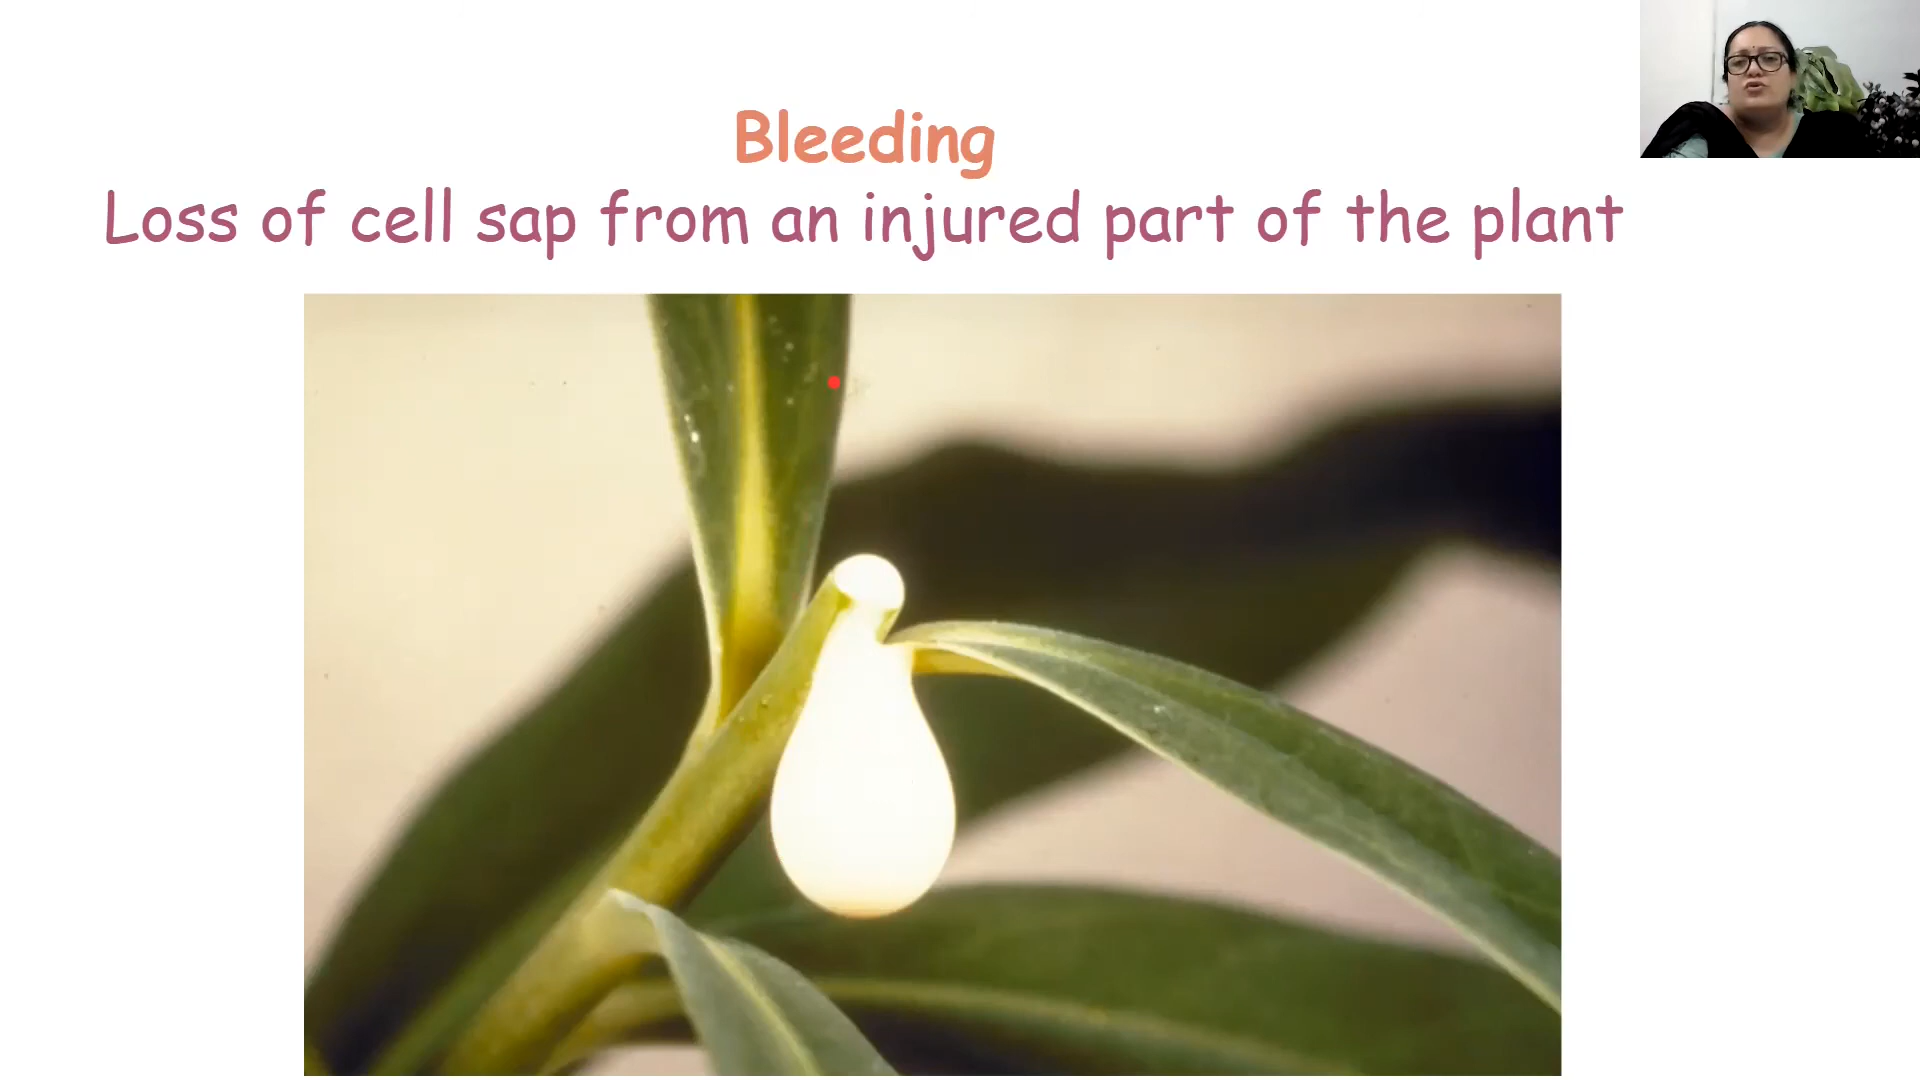 Bleeding
Loss of cell sap from an injured part of the plant